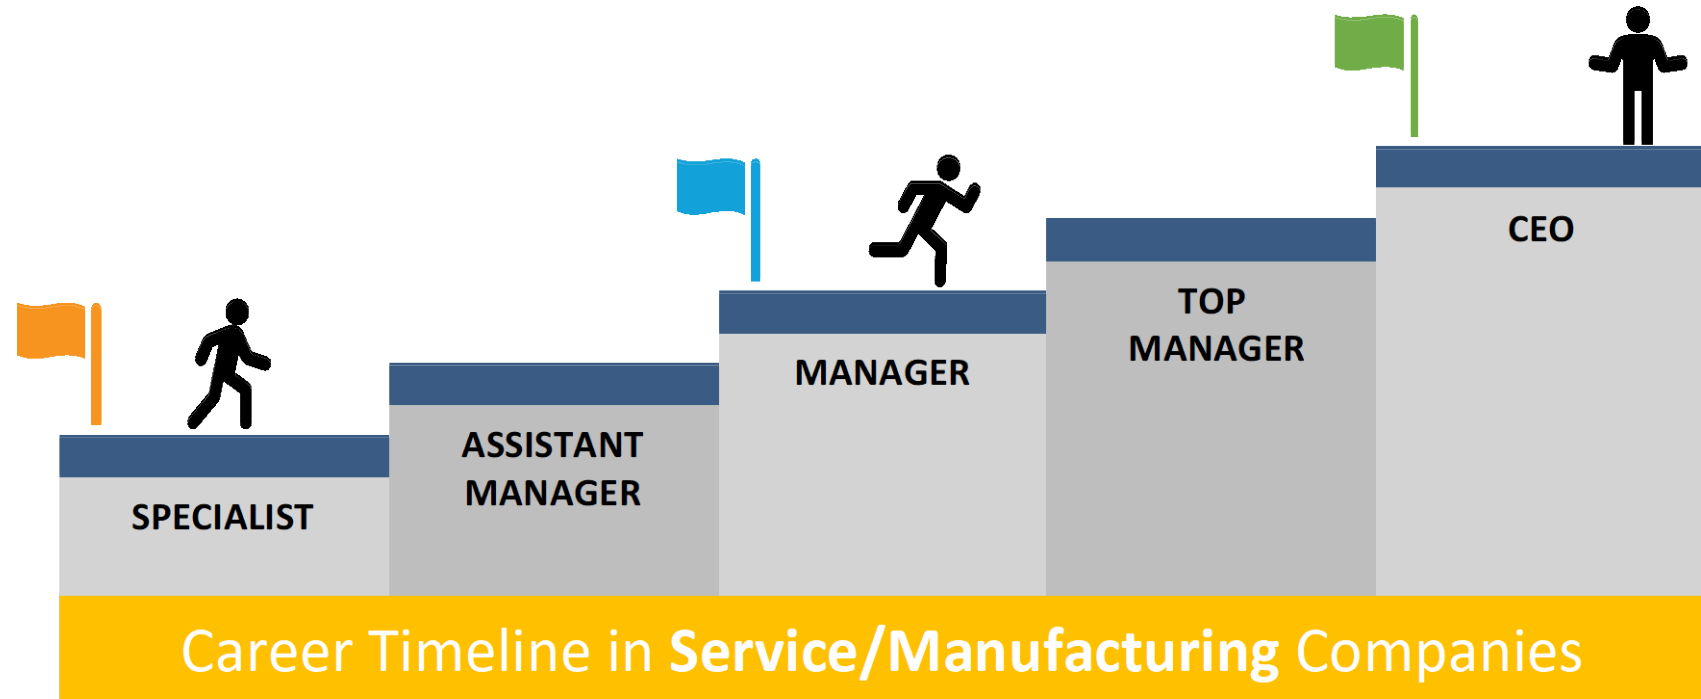 SPECIALIST
ASSISTANT
MANAGER
MANAGER
TOP
MANAGER
CEO
Career Timeline in Service/Manufacturing Companies